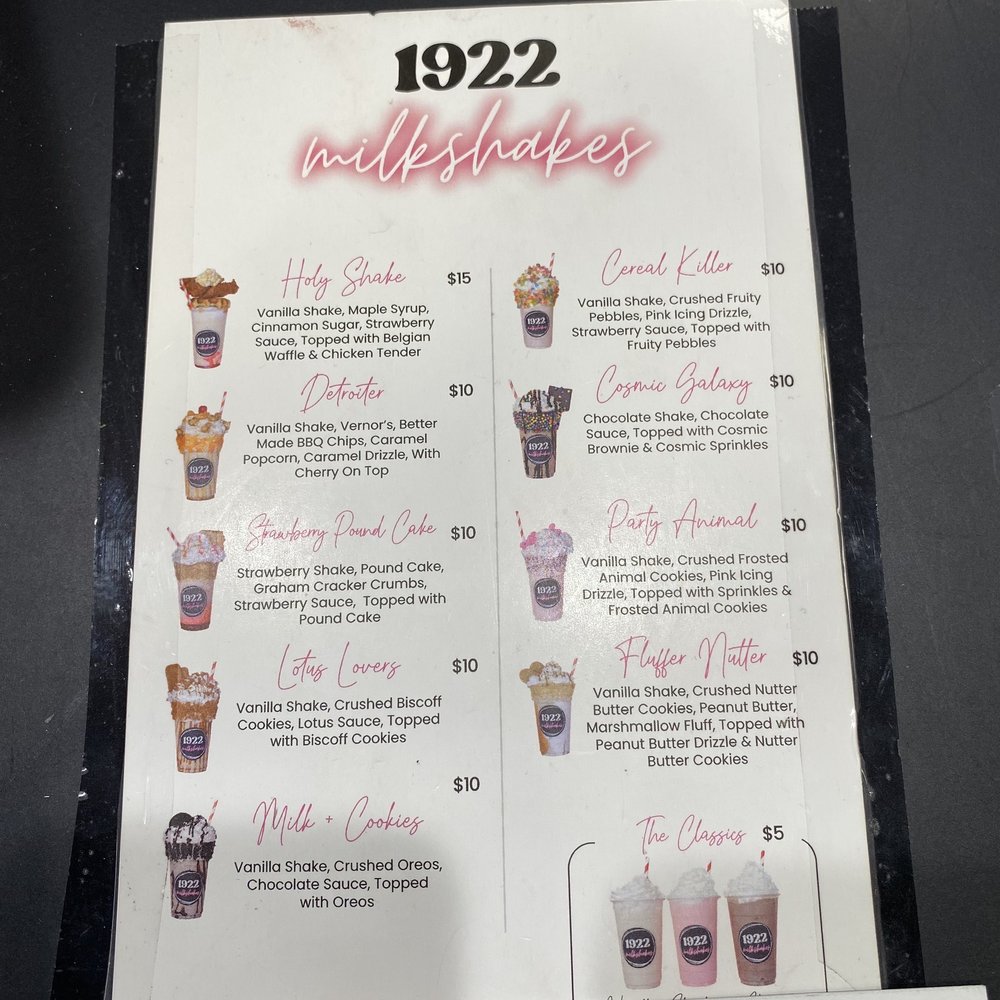 1922
milkshakes
Holy Shake $15
Vanilla Shake, Maple Syrup,
Cinnamon Sugar, Strawberry
Sauce, Topped with Belgian
Waffle & Chicken Tender
Detroiter $10
Vanilla Shake, Vernor's, Better
Made BBQ Chips, Caramel
Popcorn, Caramel Drizzle, With
Cherry On Top
Strawberry Pound Cake $10
Strawberry Shake, Pound Cake,
Graham Cracker Crumbs,
Strawberry Sauce, Topped with
Pound Cake
Lotus Lovers $10
Vanilla Shake, Crushed Biscoff
Cookies, Lotus Sauce, Topped
with Biscoff Cookies
$10
Milk + Cookies
Vanilla Shake, Crushed Oreos,
Chocolate Sauce, Topped
with Oreos
Cereal Killer $10
Vanilla Shake, Crushed Fruity
Pebbles, Pink Icing Drizzle,
Strawberry Sauce, Topped with
Fruity Pebbles
Cosmic Galaxy $10
Chocolate Shake, Chocolate
Sauce, Topped with Cosmic
Brownie & Cosmic Sprinkles
Party Animal $10
Vanilla Shake, Crushed Frosted
Animal Cookies, Pink Icing
Drizzle, Topped with Sprinkles &
Frosted Animal Cookies
Fluffer Nutter $10
Vanilla Shake, Crushed Nutter
Butter Cookies, Peanut Butter,
Marshmallow Fluff, Topped with
Peanut Butter Drizzle & Nutter
Butter Cookies
The Classics $5
1922
milkshakes
1922
milkshakes
1922
milkshakes